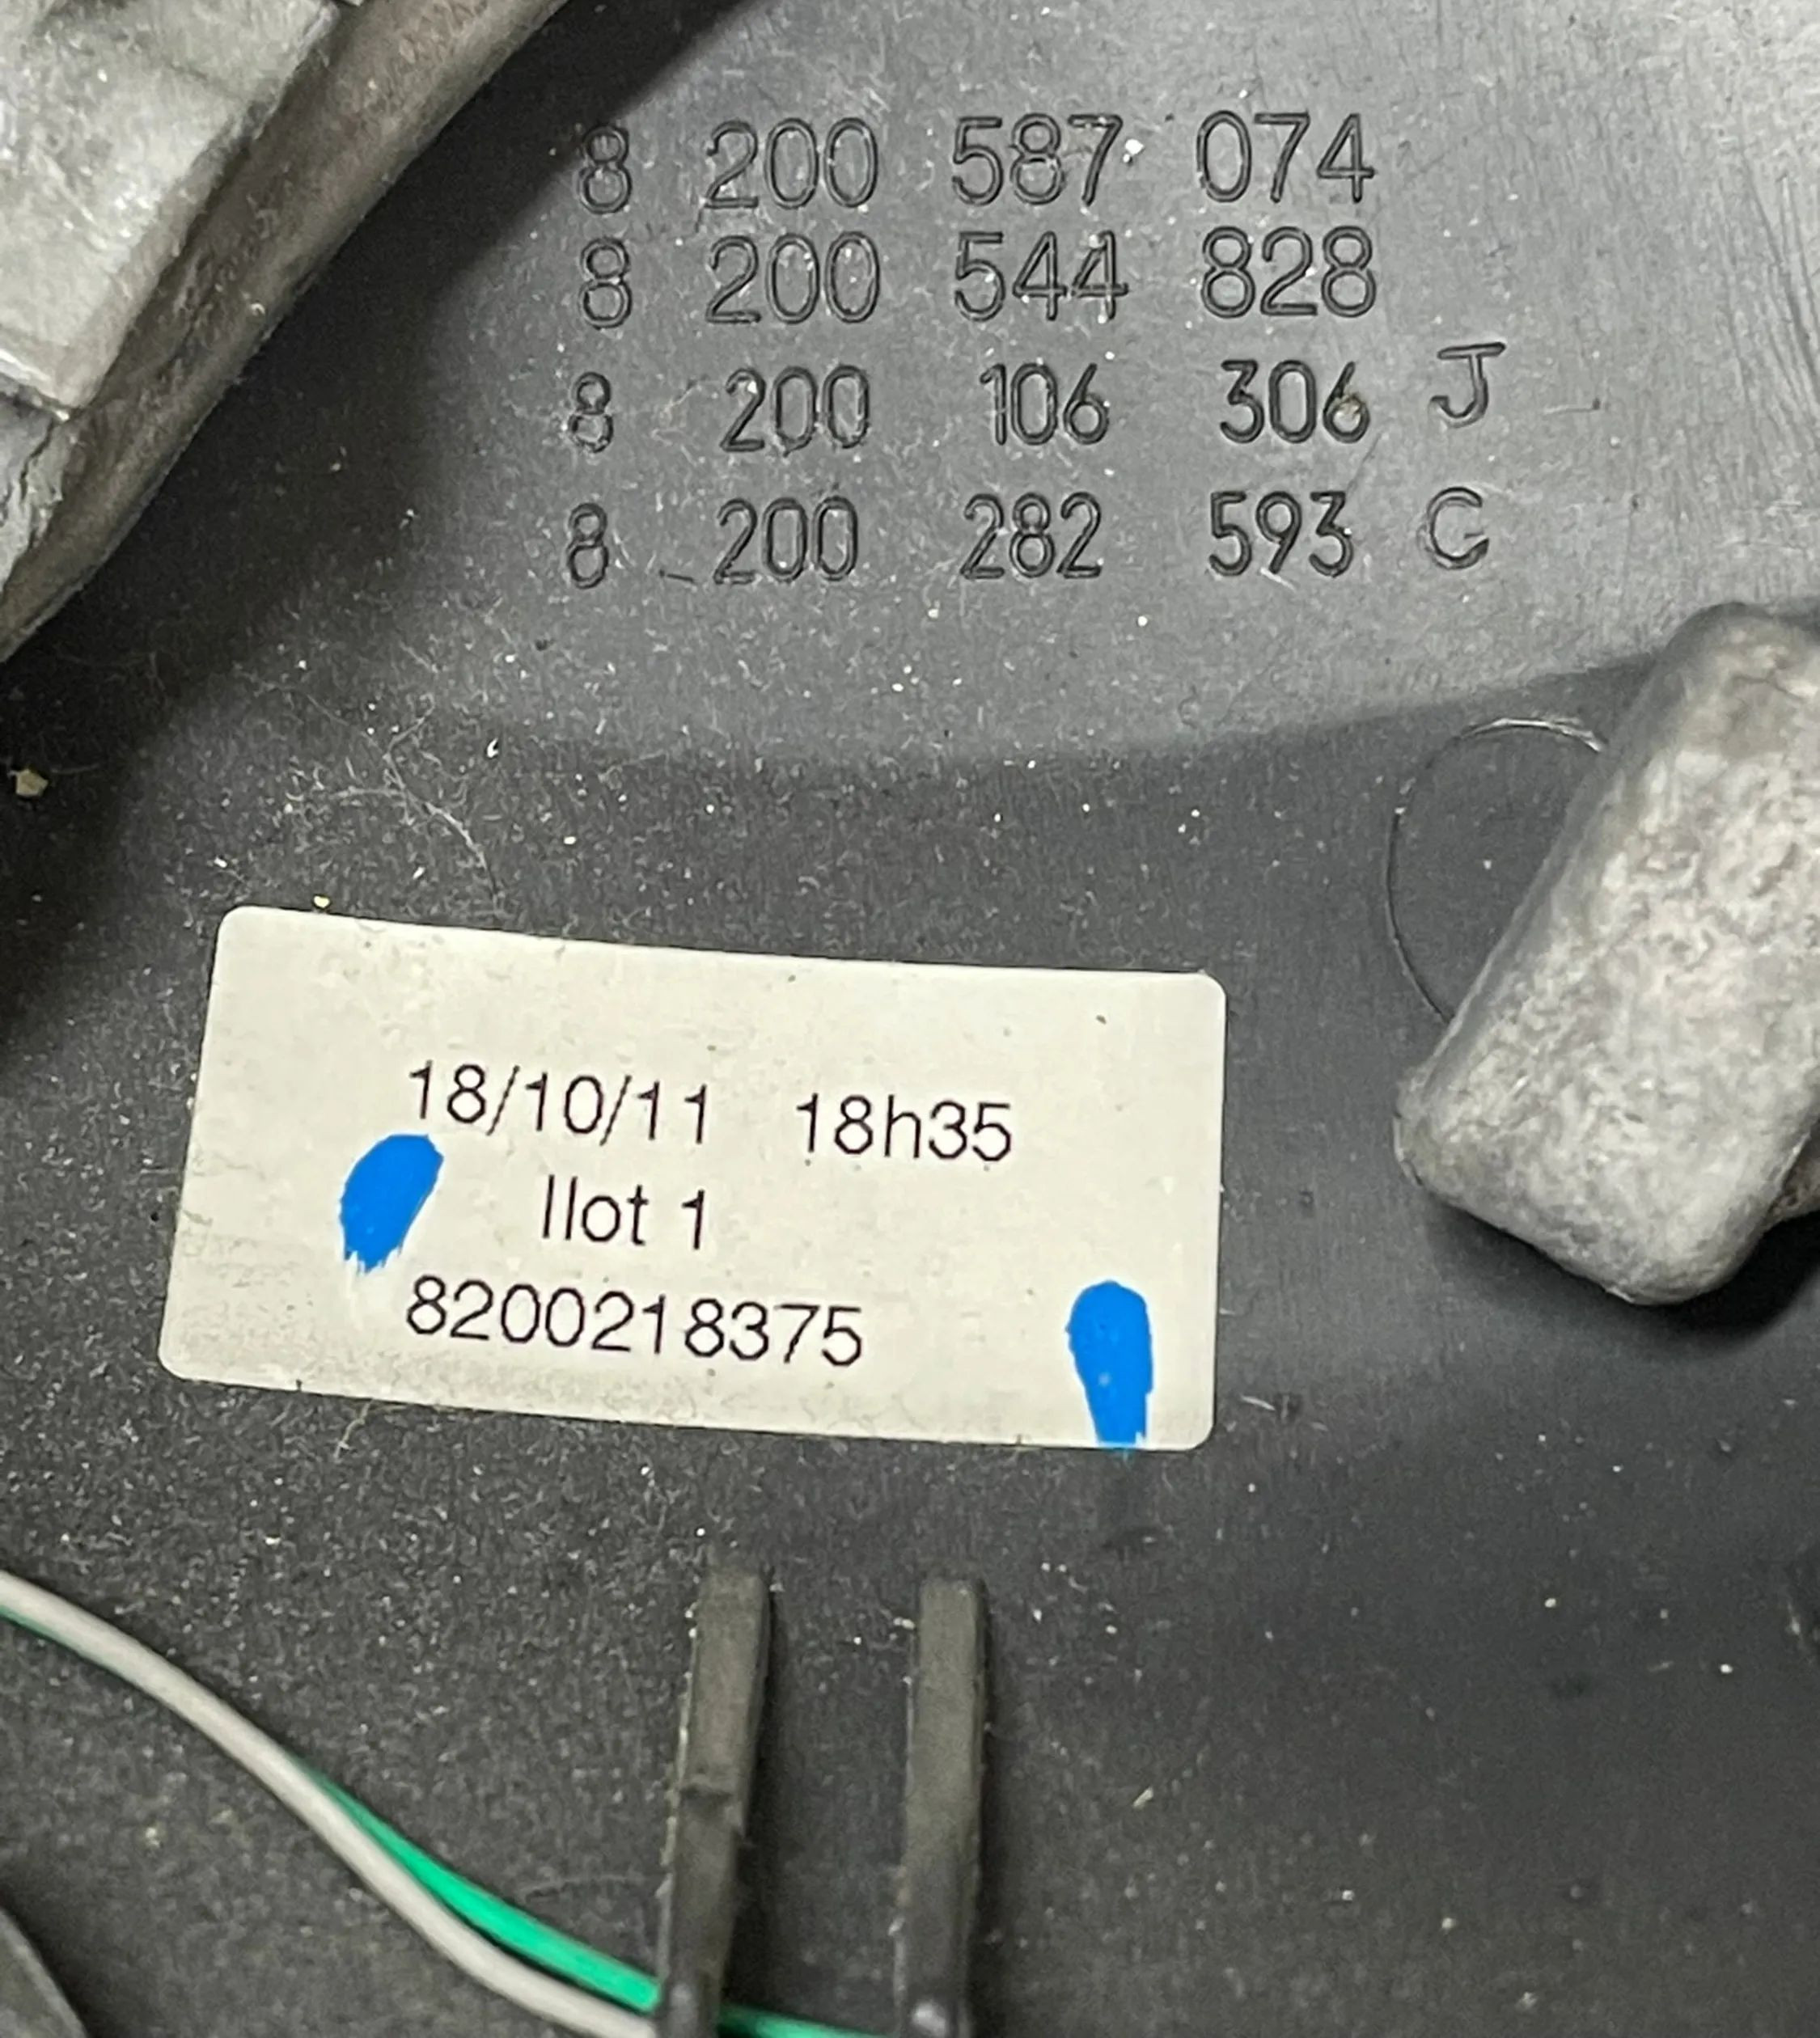 8 200 587 074
8 200 544 828
8 200 106 306 J
8 200 282 593 C
18/10/11 18h35
Ilot 1
8200218375